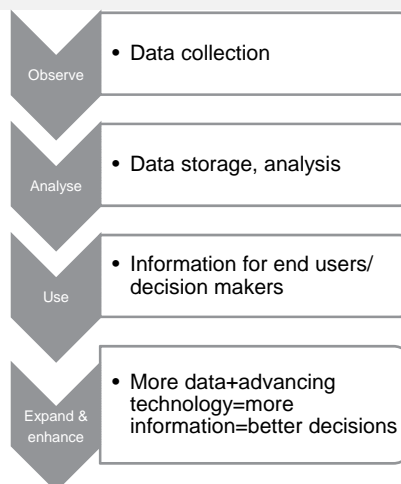 Observe
• Data collection
Analyse
• Data storage, analysis
Use
• Information for end users/
decision makers
Expand &
enhance
• More data+advancing
technology=more
information=better decisions